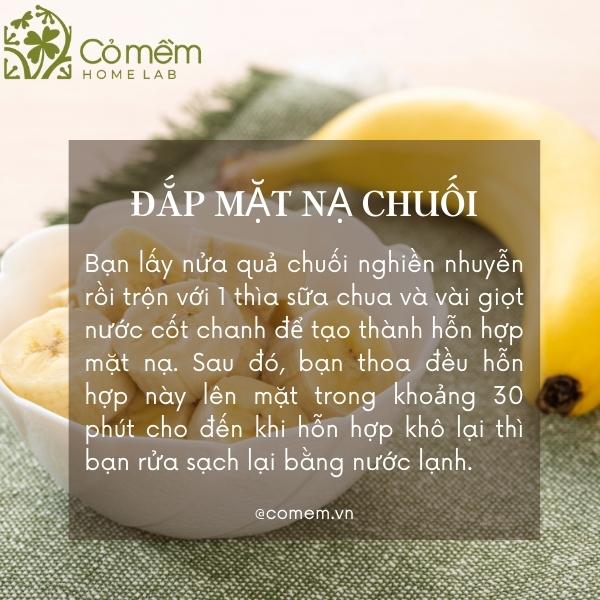 Cỏ mềm
HOME LAB
ĐẮP MẶT NẠ CHUỐI
Bạn lấy nửa quả chuối nghiền nhuyễn
rồi trộn với 1 thìa sữa chua và vài giọt
nước cốt chanh để tạo thành hỗn hợp
mặt nạ. Sau đó, bạn thoa đều hỗn
hợp này lên mặt trong khoảng 30
phút cho đến khi hỗn hợp khô lại thì
bạn rửa sạch lại bằng nước lạnh.
@comem.vn